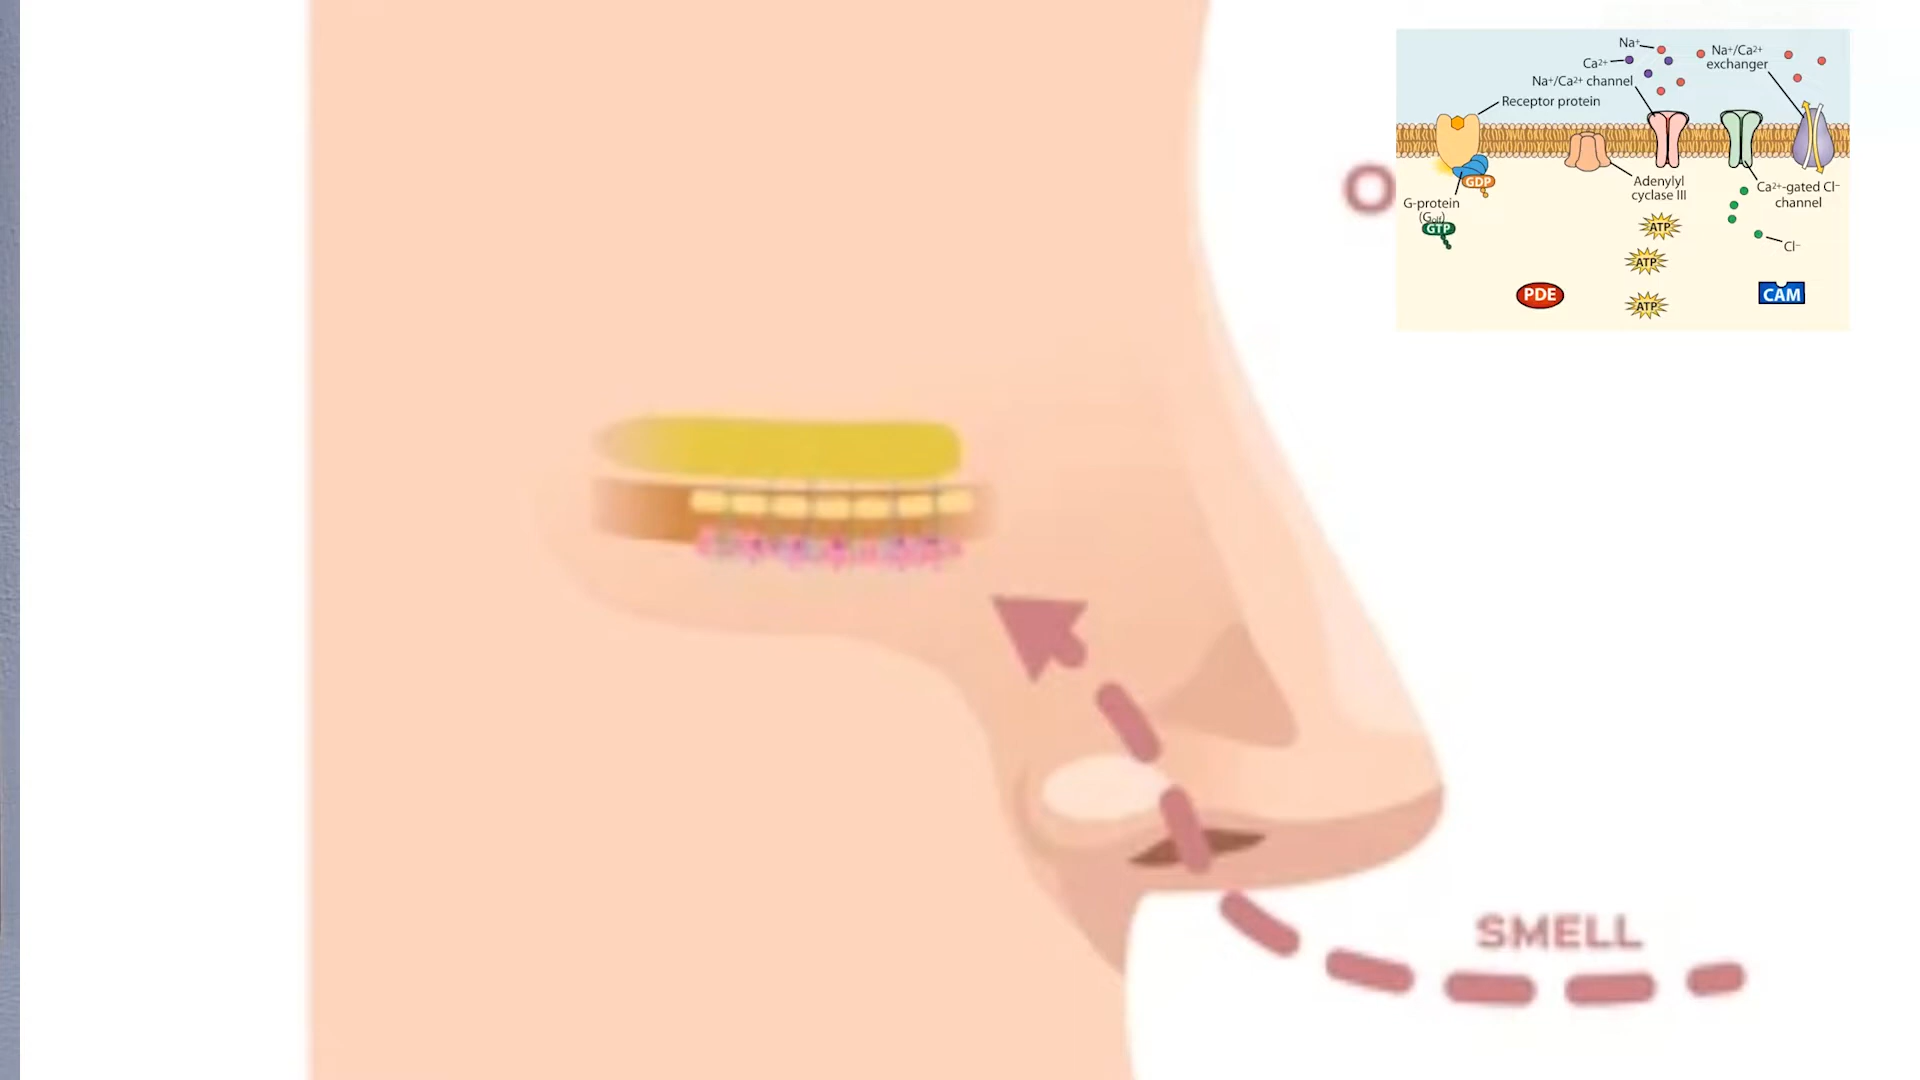 Na⁺
Ca²⁺
Na⁺/Ca²⁺ channel
Receptor protein
Na⁺/Ca²⁺
exchanger
GDP
G-protein
(Gₒₗf)
GTP
Adenylyl
cyclase III
Ca²⁺-gated Cl⁻
channel
Cl⁻
ATP
ATP
ATP
PDE
CAM
O
SMELL